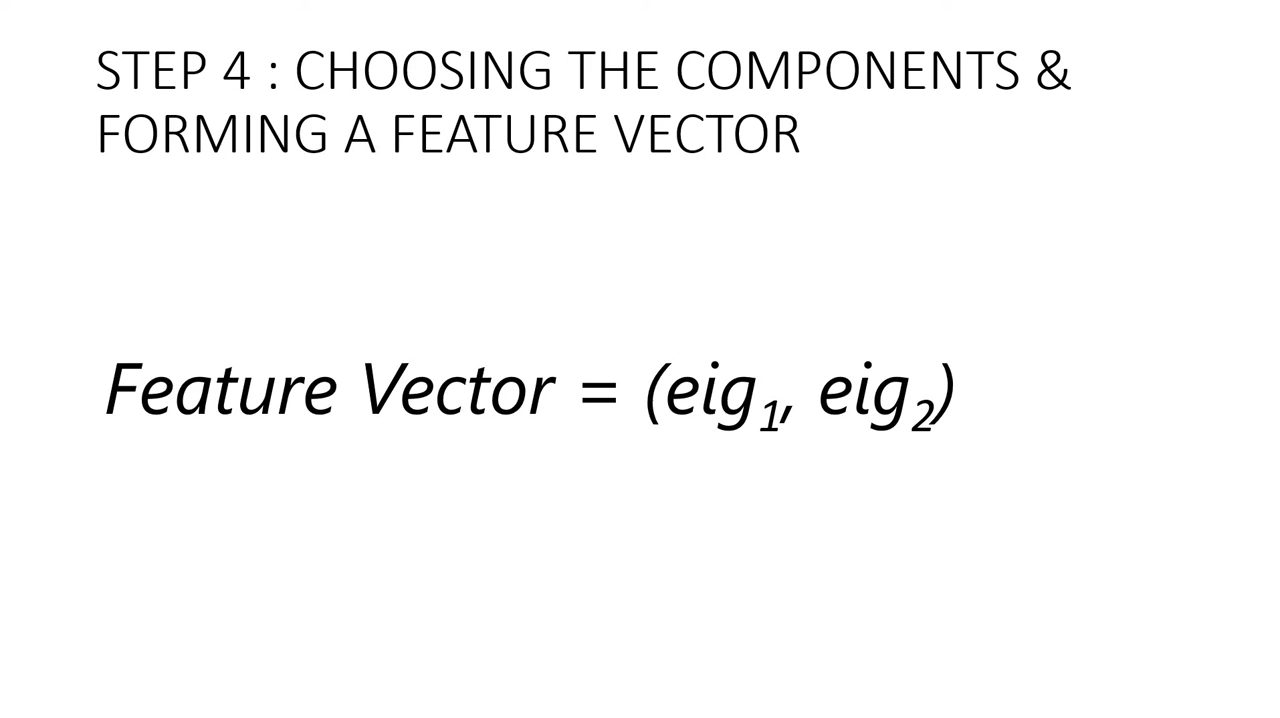 STEP 4 : CHOOSING THE COMPONENTS &
FORMING A FEATURE VECTOR
Feature Vector = (eig₁, eig₂)